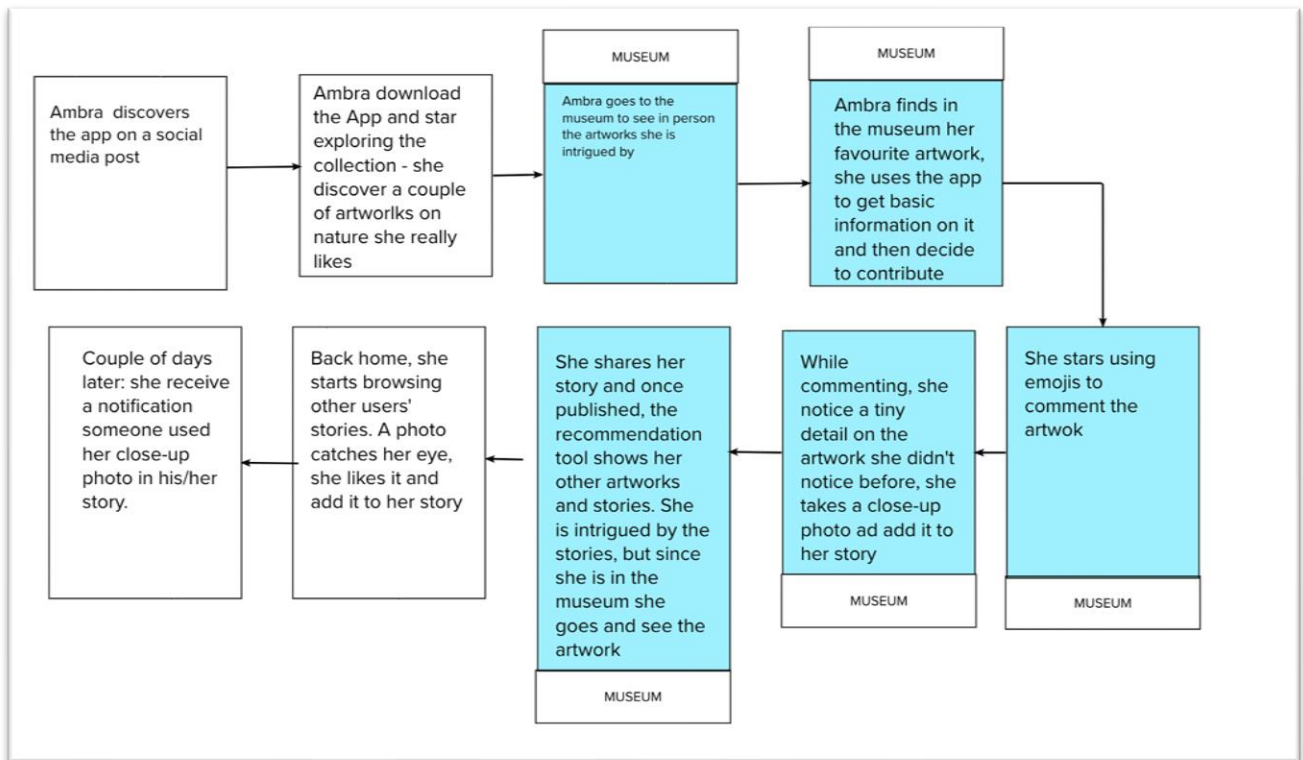 Ambra  discovers
the app on a social
media post
Ambra download
the App and star
exploring the
collection - she
discover a couple
of artworlks on
nature she really
likes
MUSEUM
Ambra goes to the
museum to see in person
the artworks she is
intrigued by
MUSEUM
Ambra finds in
the museum her
favourite artwork,
she uses the app
to get basic
information on it
and then decide
to contribute
She stars using
emojis to
comment the
artwok
MUSEUM
While
commenting, she
notice a tiny
detail on the
artwork she didn't
notice before, she
takes a close-up
photo ad add it to
her story
MUSEUM
She shares her
story and once
published, the
recommendation
tool shows her
other artworks
and stories. She
is intrigued by the
stories, but since
she is in the
museum she
goes and see the
artwork
MUSEUM
Back home, she
starts browsing
other users'
stories. A photo
catches her eye,
she likes it and
add it to her story
Couple of days
later: she receive
a notification
someone used
her close-up
photo in his/her
story.